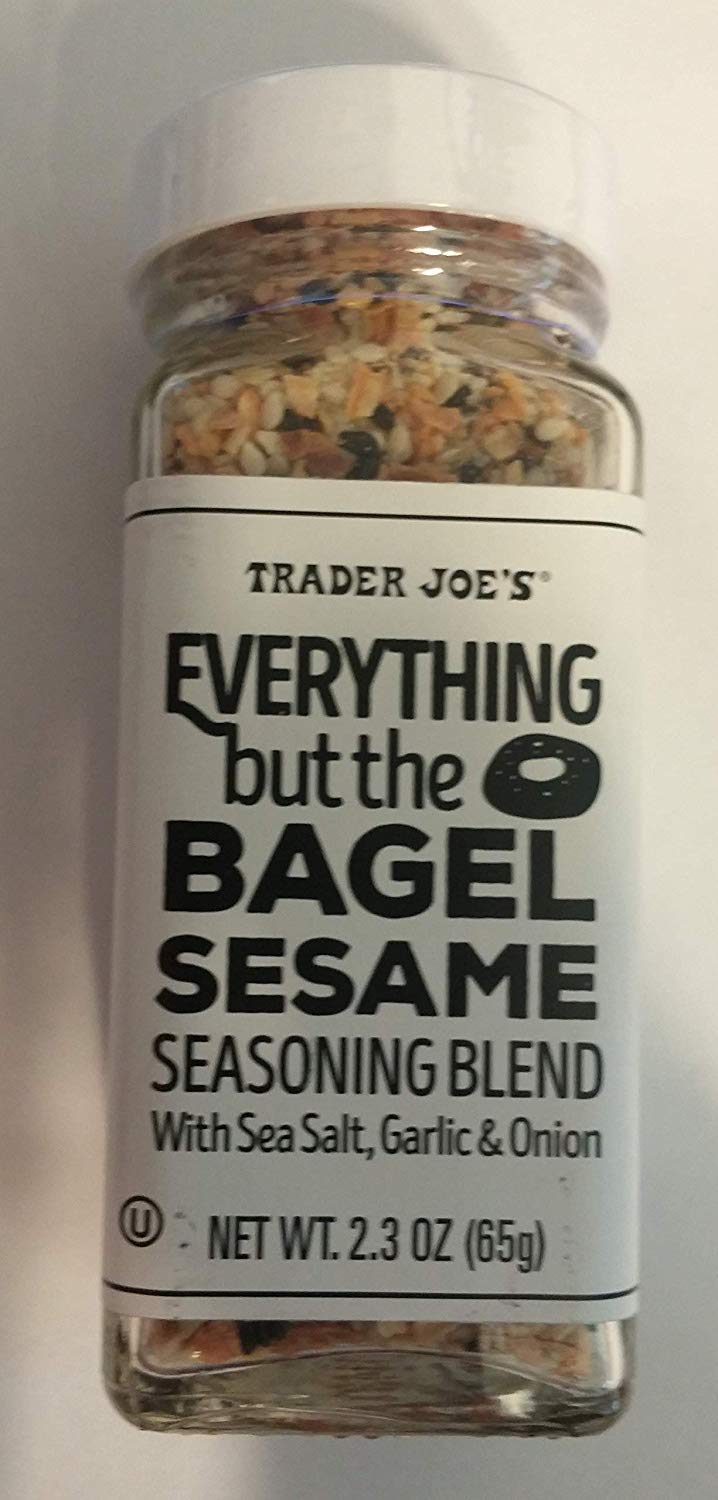 TRADER JOE'S®
EVERYTHING
but the
BAGEL
SESAME
SEASONING BLEND
With Sea Salt, Garlic & Onion
U NET WT. 2.3 OZ (65g)